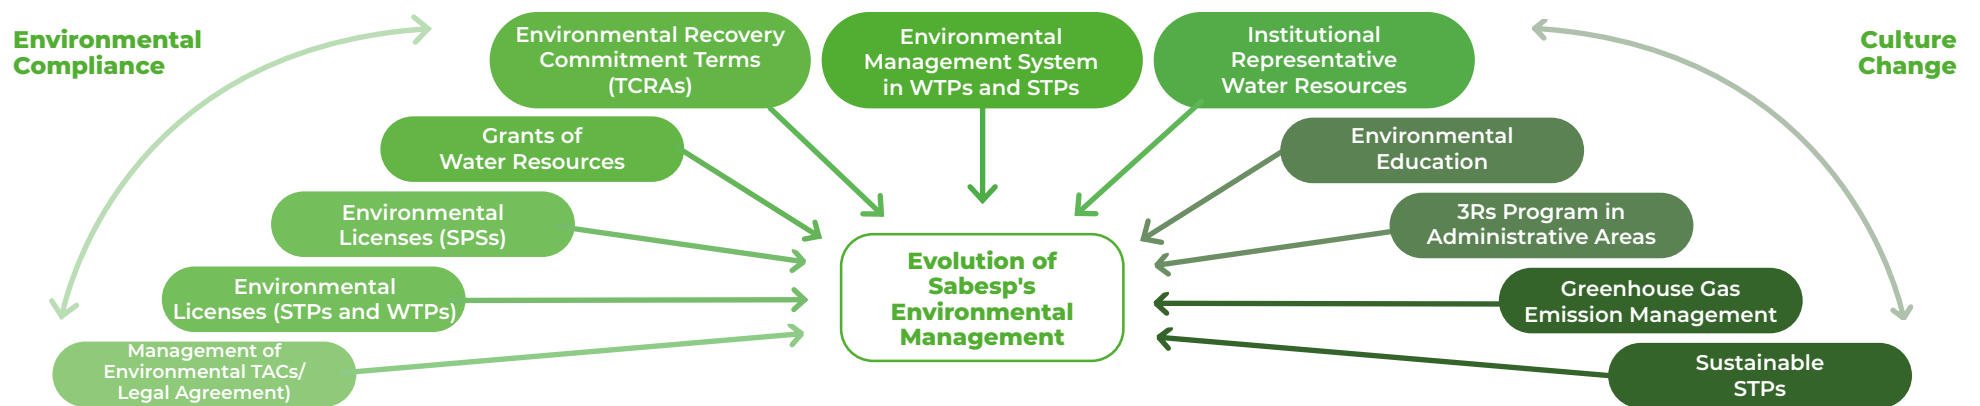 Environmental
Compliance
Environmental Recovery
Commitment Terms
(TCRAs)
Environmental
Management System
in WTPs and STPs
Institutional
Representative
Water Resources
Culture
Change
Grants of
Water Resources
Environmental
Education
Environmental
Licenses (SPSs)
3Rs Program in
Administrative Areas
Environmental
Licenses (STPs and WTPs)
Evolution of
Sabesp's
Environmental
Management
Greenhouse Gas
Emission Management
Management of
Environmental TACs/
Legal Agreement)
Sustainable
STPs